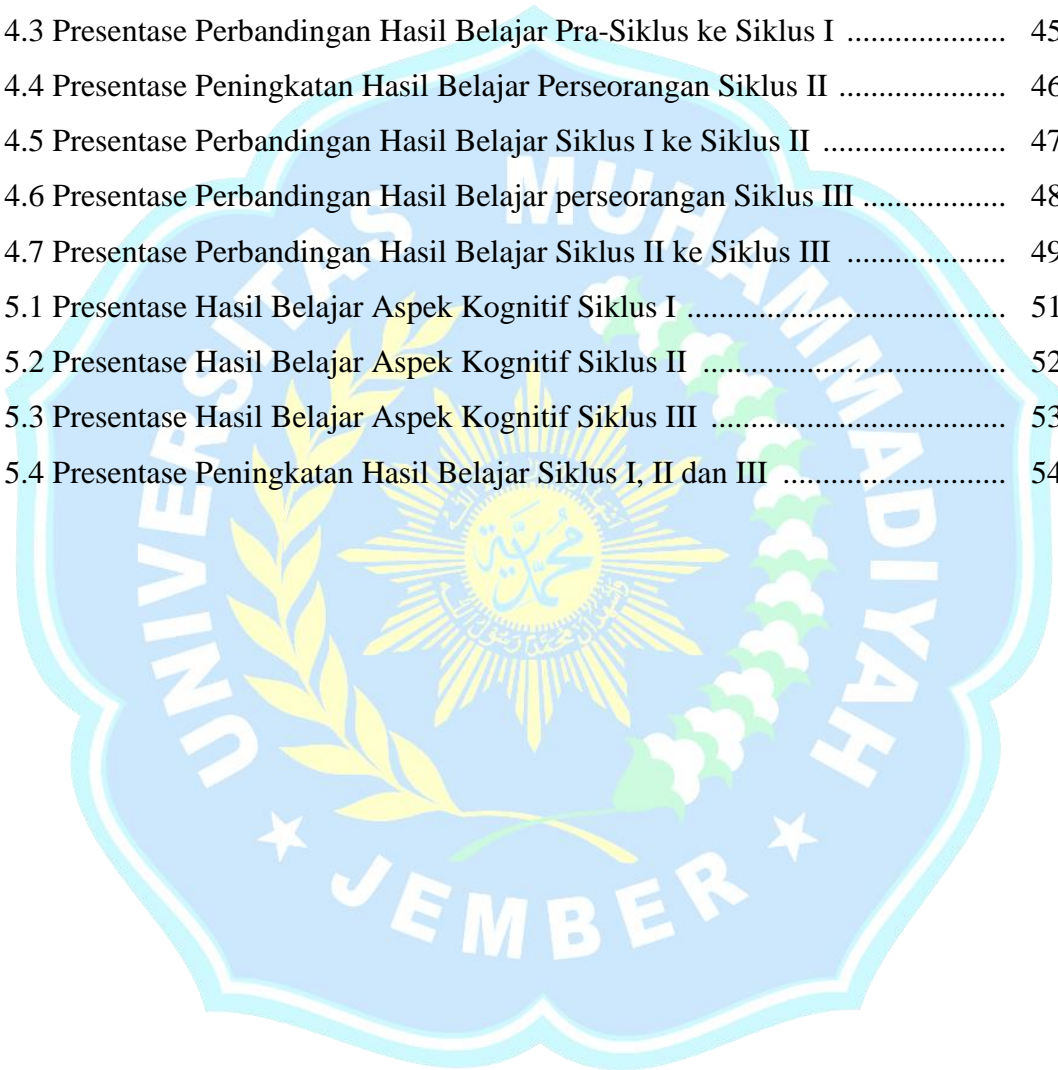 4.3 Presentase Perbandingan Hasil Belajar Pra-Siklus ke Siklus I ................... 45
4.4 Presentase Peningkatan Hasil Belajar Perseorangan Siklus II ..................... 46
4.5 Presentase Perbandingan Hasil Belajar Siklus I ke Siklus II ....................... 47
4.6 Presentase Perbandingan Hasil Belajar perseorangan Siklus III ................. 48
4.7 Presentase Perbandingan Hasil Belajar Siklus II ke Siklus III ................... 49
5.1 Presentase Hasil Belajar Aspek Kognitif Siklus I ........................................ 51
5.2 Presentase Hasil Belajar Aspek Kognitif Siklus II ...................................... 52
5.3 Presentase Hasil Belajar Aspek Kognitif Siklus III ..................................... 53
5.4 Presentase Peningkatan Hasil Belajar Siklus I, II dan III ............................ 54
UNIVERSITAS MUHAMMADIYAH
JEMBER